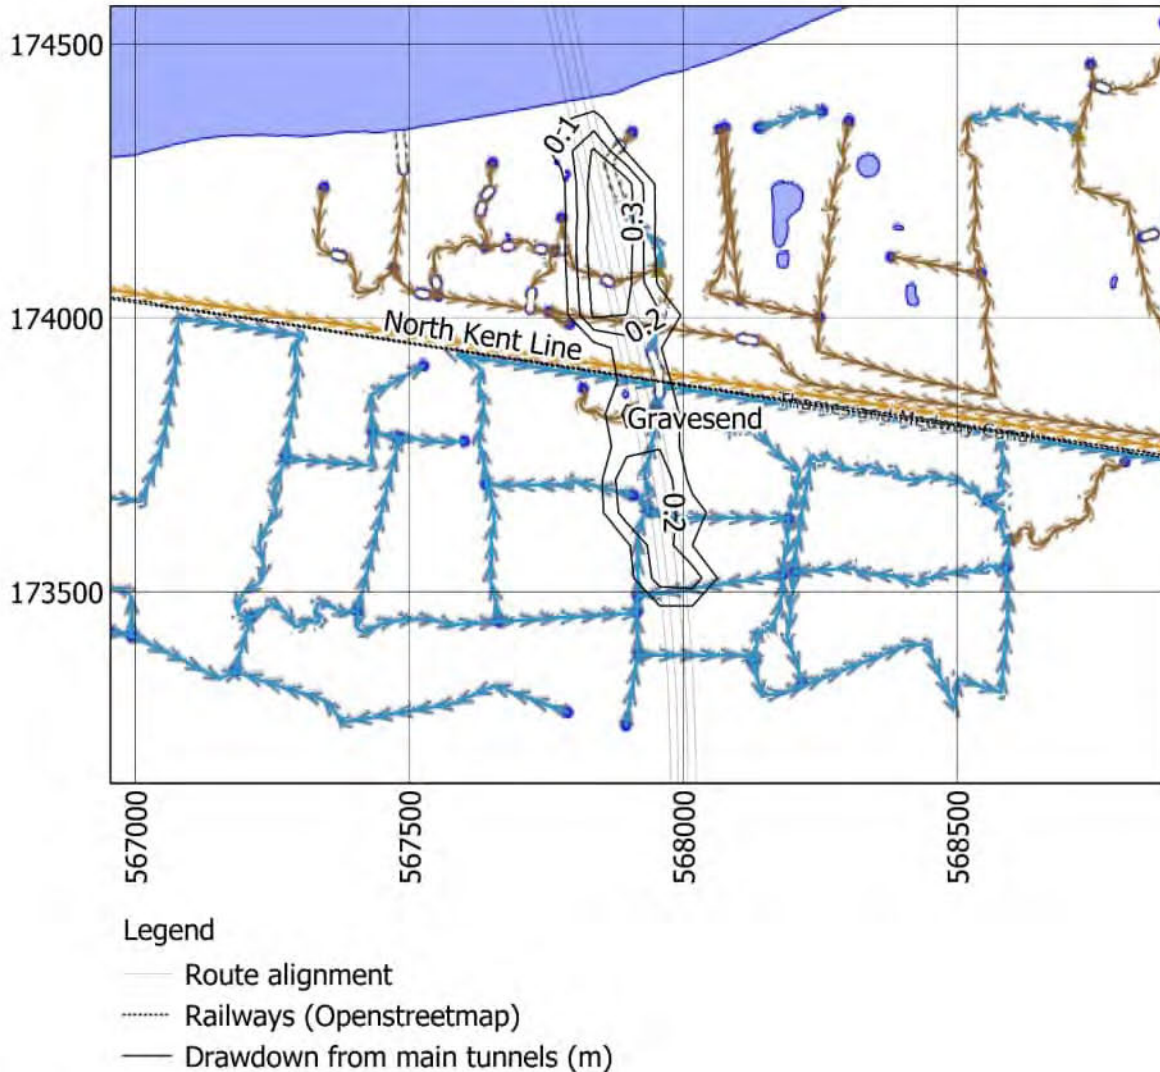 174500
0.1
0.3
174000
North Kent Line
0.2
Gravesend
Thames and Medway Canal
0.2
173500
567000
567500
568000
568500
Legend
Route alignment
Railways (Openstreetmap)
Drawdown from main tunnels (m)